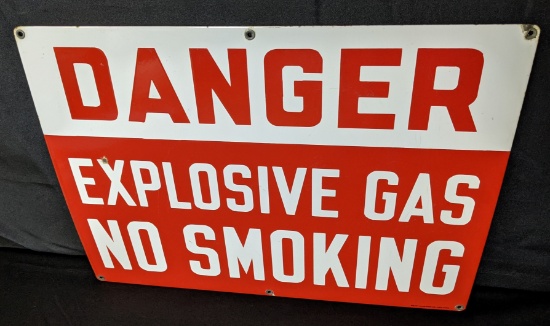 DANGER
EXPLOSIVE GAS
NO SMOKING